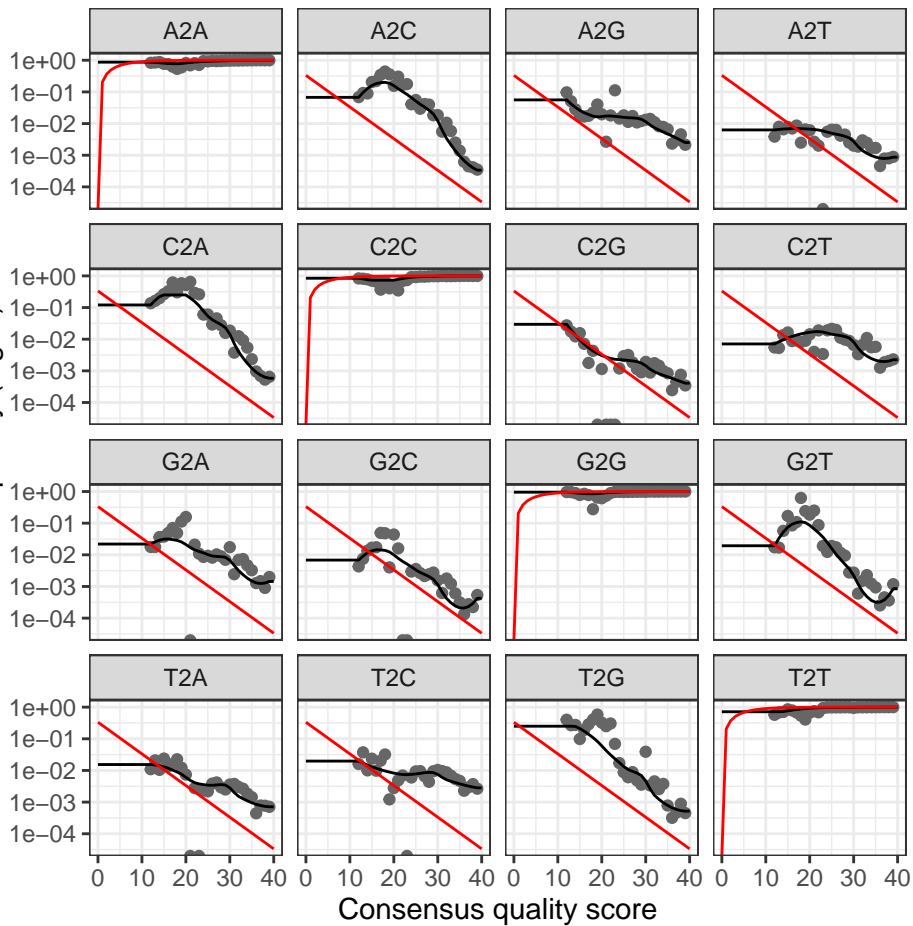 A2A A2C A2G A2T
1e+00
1e−01
1e−02
1e−03
1e−04
C2A C2C C2G C2T
1e+00
1e−01
1e−02
1e−03
1e−04
G2A G2C G2G G2T
1e+00
1e−01
1e−02
1e−03
1e−04
T2A T2C T2G T2T
1e+00
1e−01
1e−02
1e−03
1e−04
0 10 20 30 40 0 10 20 30 40 0 10 20 30 40 0 10 20 30 40
Consensus quality score